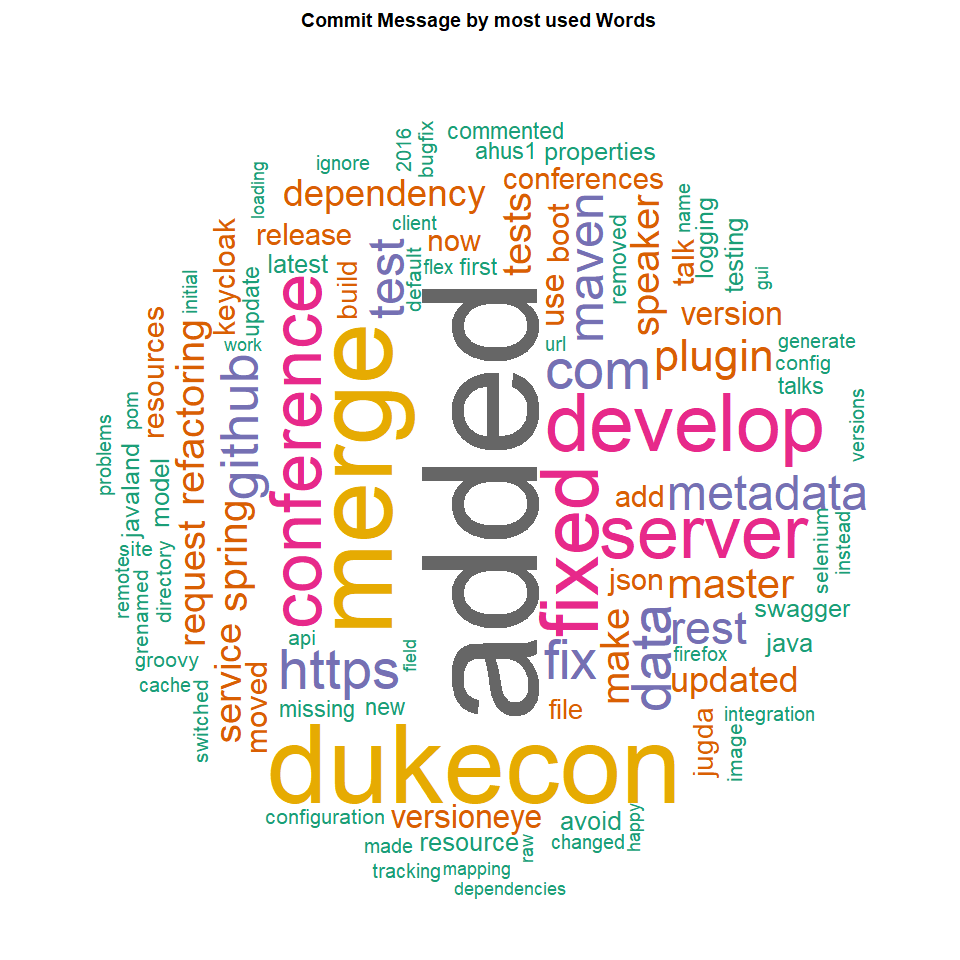 Commit Message by most used Words
commented
2016
bugfix
ahus1
properties
ignore
loading
dependency
conferences
client
release
now
tests
use
boot
maven
removed
speaker
talk
name
logging
testing
gui
keycloak
latest
build
test
default
flex
first
initial
update
version
resources
work
url
generate
plugin
config
com
talks
conference
merge
added
develop
versions
request
refactoring
github
problems
javaland
pom
model
fixed
add
metadata
server
selenium
instead
remotes
site
renamed
directory
service
spring
json
master
swagger
make
data
rest
java
api
field
firefox
groovy
cache
https
fix
updated
switched
moved
missing
new
file
jugda
image
integration
dukecon
configuration
versioneye
avoid
happy
made
resource
raw
changed
tracking
mapping
dependencies